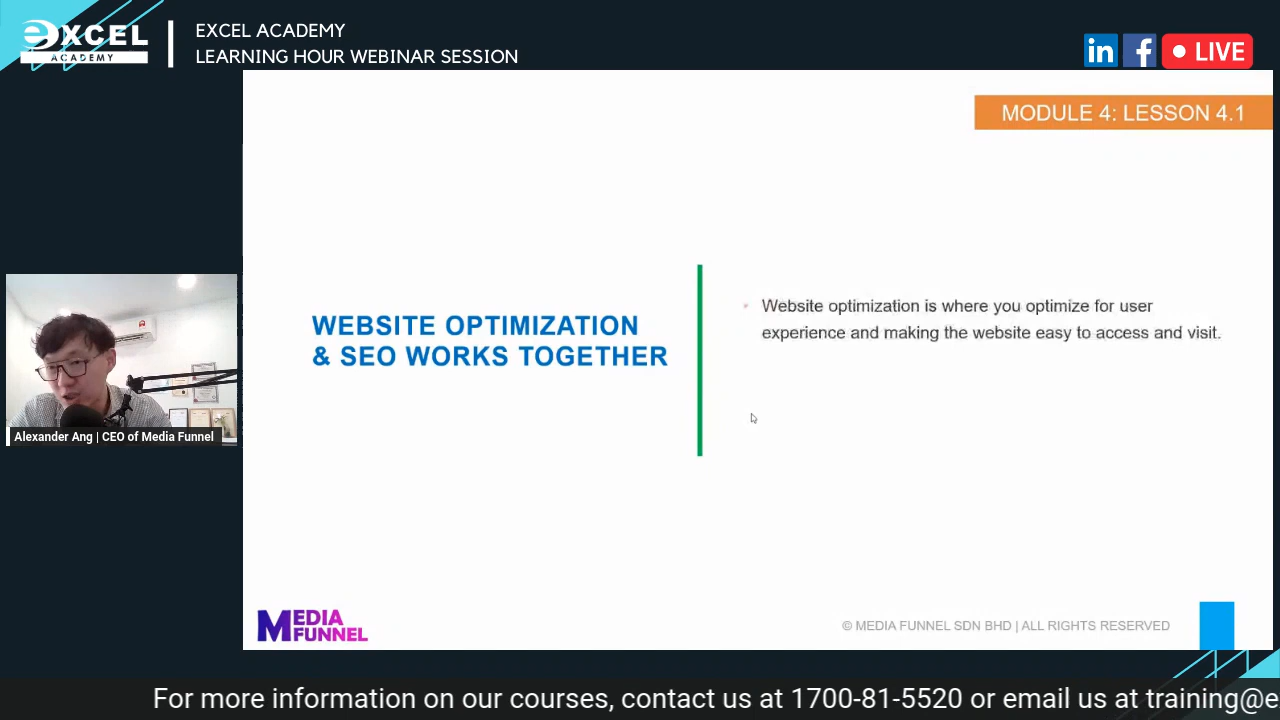 eXCEL
ACADEMY
EXCEL ACADEMY
LEARNING HOUR WEBINAR SESSION
in f LIVE
MODULE 4: LESSON 4.1
WEBSITE OPTIMIZATION
& SEO WORKS TOGETHER
• Website optimization is where you optimize for user
experience and making the website easy to access and visit.
Alexander Ang | CEO of Media Funnel
MEDIA
FUNNEL
© MEDIA FUNNEL SDN BHD | ALL RIGHTS RESERVED
For more information on our courses, contact us at 1700-81-5520 or email us at training@e